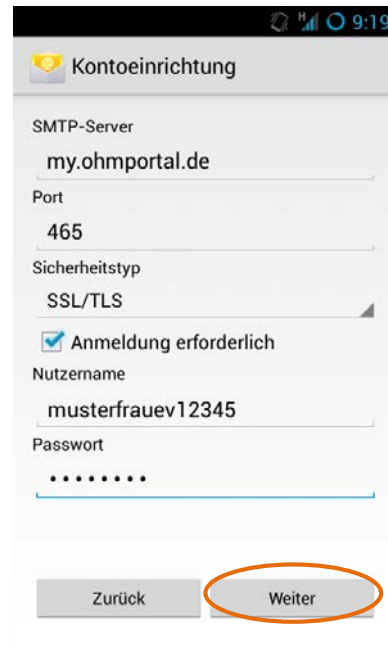 H 9:19
Kontoeinrichtung
SMTP-Server
my.ohmportal.de
Port
465
Sicherheitstyp
SSL/TLS
Anmeldung erforderlich
Nutzername
musterfrauev12345
Passwort
••••••••
Zurück Weiter